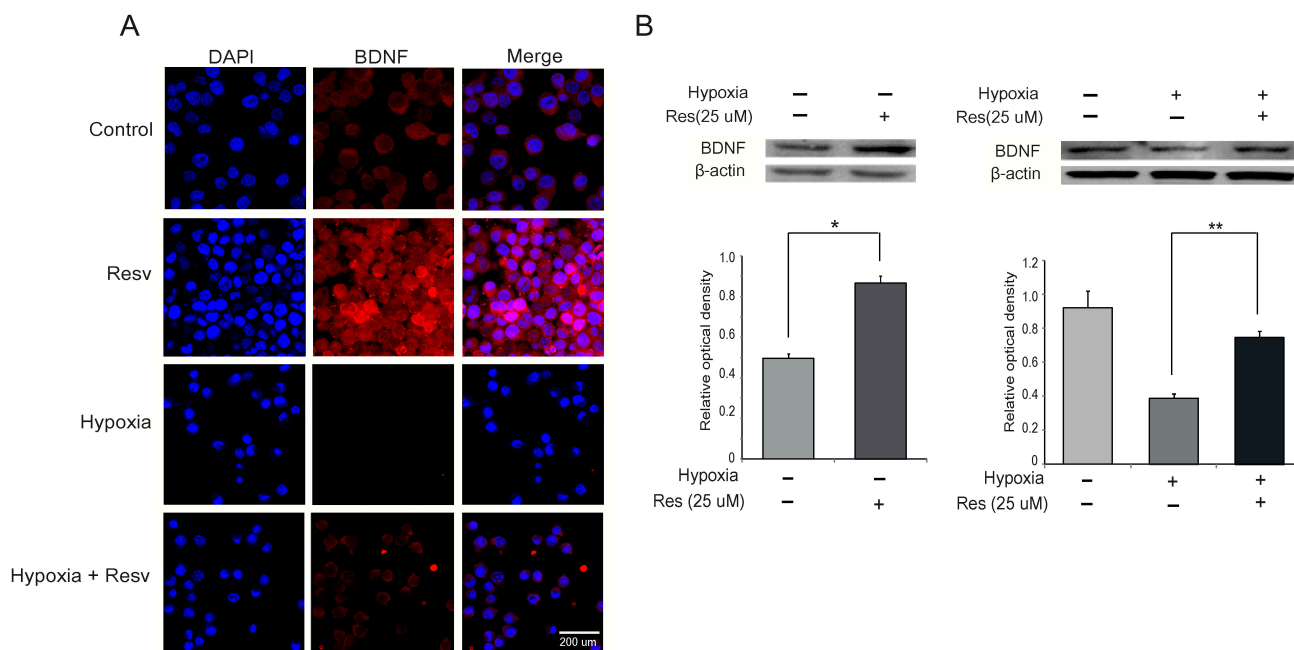 A
DAPI BDNF Merge
Control
Resv
Hypoxia
Hypoxia + Resv
200 um
B
Hypoxia − −
Res(25 uM) − +
BDNF
β-actin
*
Relative optical density
1.0
0.8
0.6
0.4
0.2
0
Hypoxia − −
Res (25 uM) − +
Hypoxia − + +
Res(25 uM) − − +
BDNF
β-actin
**
Relative optical density
1.2
1
0.8
0.6
0.4
0.2
0
Hypoxia − + +
Res (25 uM) − − +